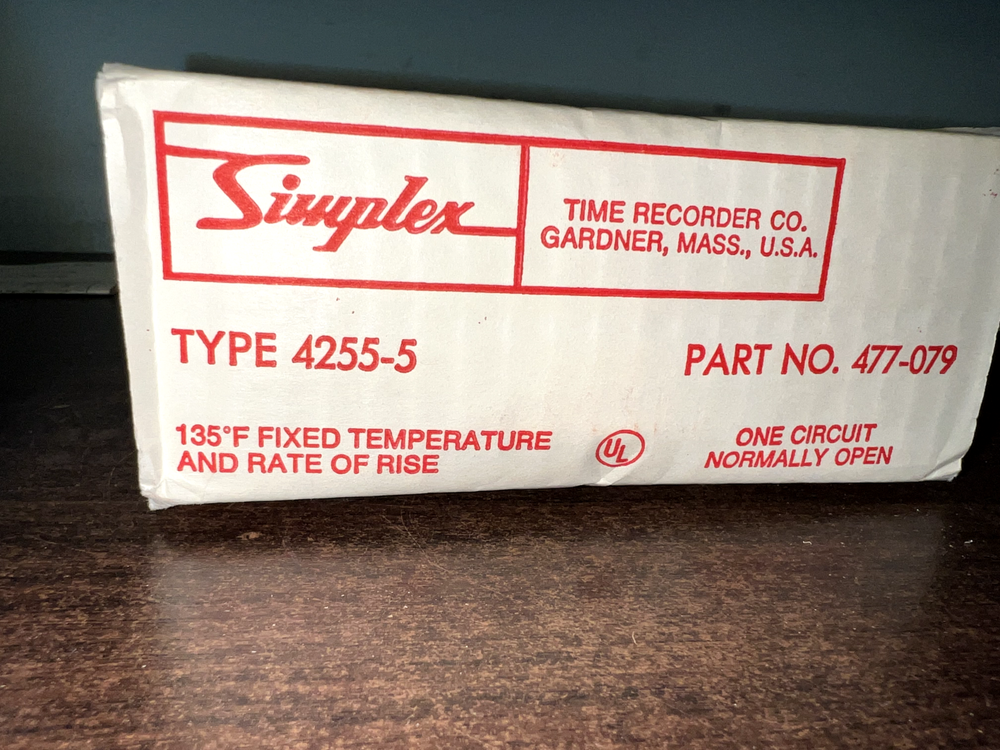 Simplex
TIME RECORDER CO.
GARDNER, MASS., U.S.A.
TYPE 4255-5
PART NO. 477-079
135°F FIXED TEMPERATURE
AND RATE OF RISE
UL
ONE CIRCUIT
NORMALLY OPEN